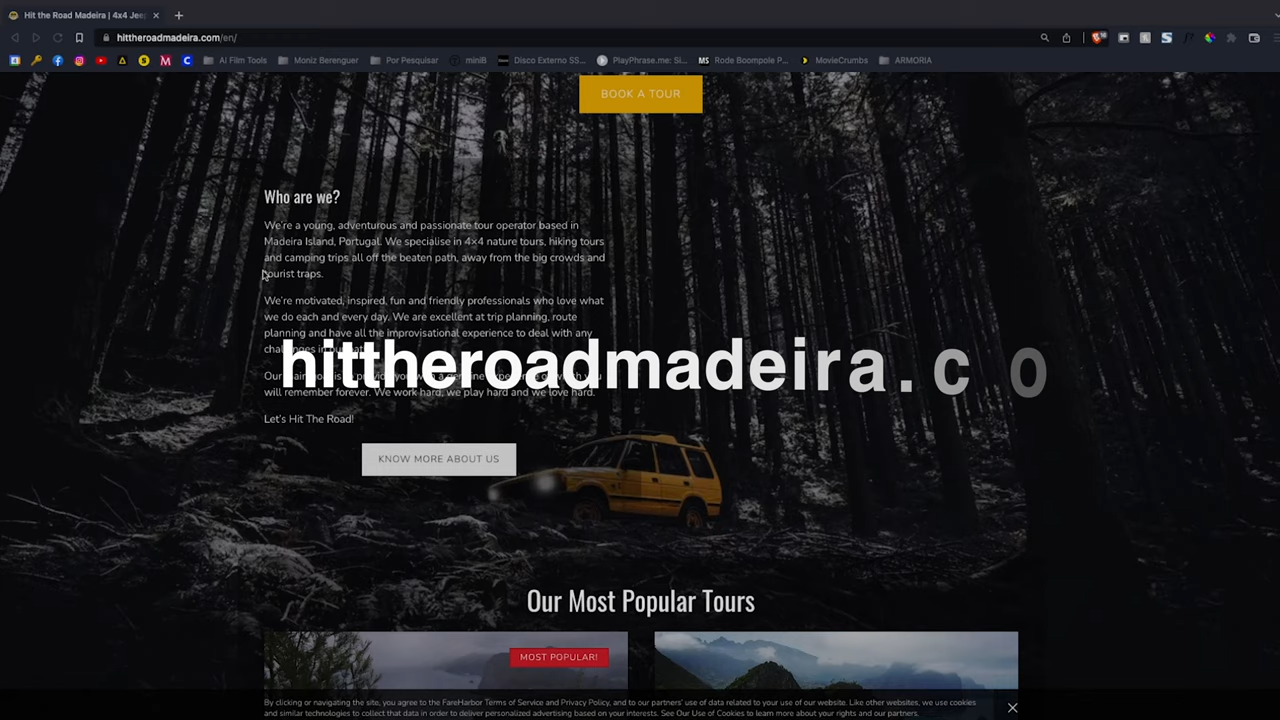 Hit the Road Madeira | 4x4 Jee
hittheroadmadeira.com/en/
Ai Film Tools
Moniz Berenguer
Por Pesquisar
miniB
Disco Externo SS...
PlayPhrase.me: Si...
MS Rode Boompole P...
MovieCrumbs
ARMORIA
BOOK A TOUR
Who are we?
We're a young, adventurous and passionate tour operator based in
Madeira Island, Portugal. We specialise in 4×4 nature tours, hiking tours
and camping trips all off the beaten path, away from the big crowds and
tourist traps.
We're motivated, inspired, fun and friendly professionals who love what
we do each and every day. We are excellent at trip planning, route
planning and have all the improvisational experience to deal with any
hittheroadmadeira.co
will remember forever. We work hard, we play hard and we love hard.
Let's Hit The Road!
KNOW MORE ABOUT US
Our Most Popular Tours
MOST POPULAR!
By clicking or navigating the site, you agree to the FareHarbor Terms of Service and Privacy Policy, and to our partners' use of data related to your use of our website. Like other websites, we use cookies
and similar technologies to collect that data in order to deliver personalized advertising based on your interests. See Our Use of Cookies to learn more about your rights and our partners.